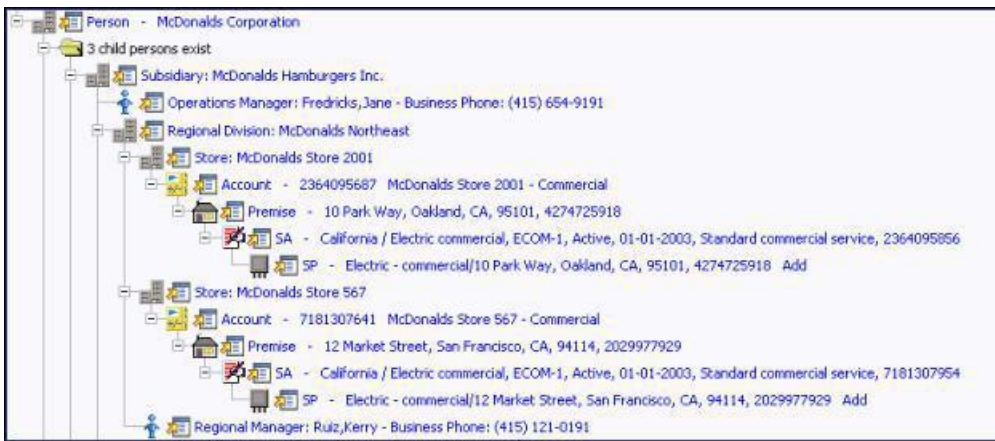 Person - McDonalds Corporation
3 child persons exist
Subsidiary: McDonalds Hamburgers Inc.
Operations Manager: Fredricks,Jane - Business Phone: (415) 654-9191
Regional Division: McDonalds Northeast
Store: McDonalds Store 2001
Account - 2364095687 McDonalds Store 2001 - Commercial
Premise - 10 Park Way, Oakland, CA, 95101, 4274725918
SA - California / Electric commercial, ECOM-1, Active, 01-01-2003, Standard commercial service, 2364095856
SP - Electric - commercial/10 Park Way, Oakland, CA, 95101, 4274725918 Add
Store: McDonalds Store 567
Account - 7181307641 McDonalds Store 567 - Commercial
Premise - 12 Market Street, San Francisco, CA, 94114, 2029977929
SA - California / Electric commercial, ECOM-1, Active, 01-01-2003, Standard commercial service, 7181307954
SP - Electric - commercial/12 Market Street, San Francisco, CA, 94114, 2029977929 Add
Regional Manager: Ruiz,Kerry - Business Phone: (415) 121-0191